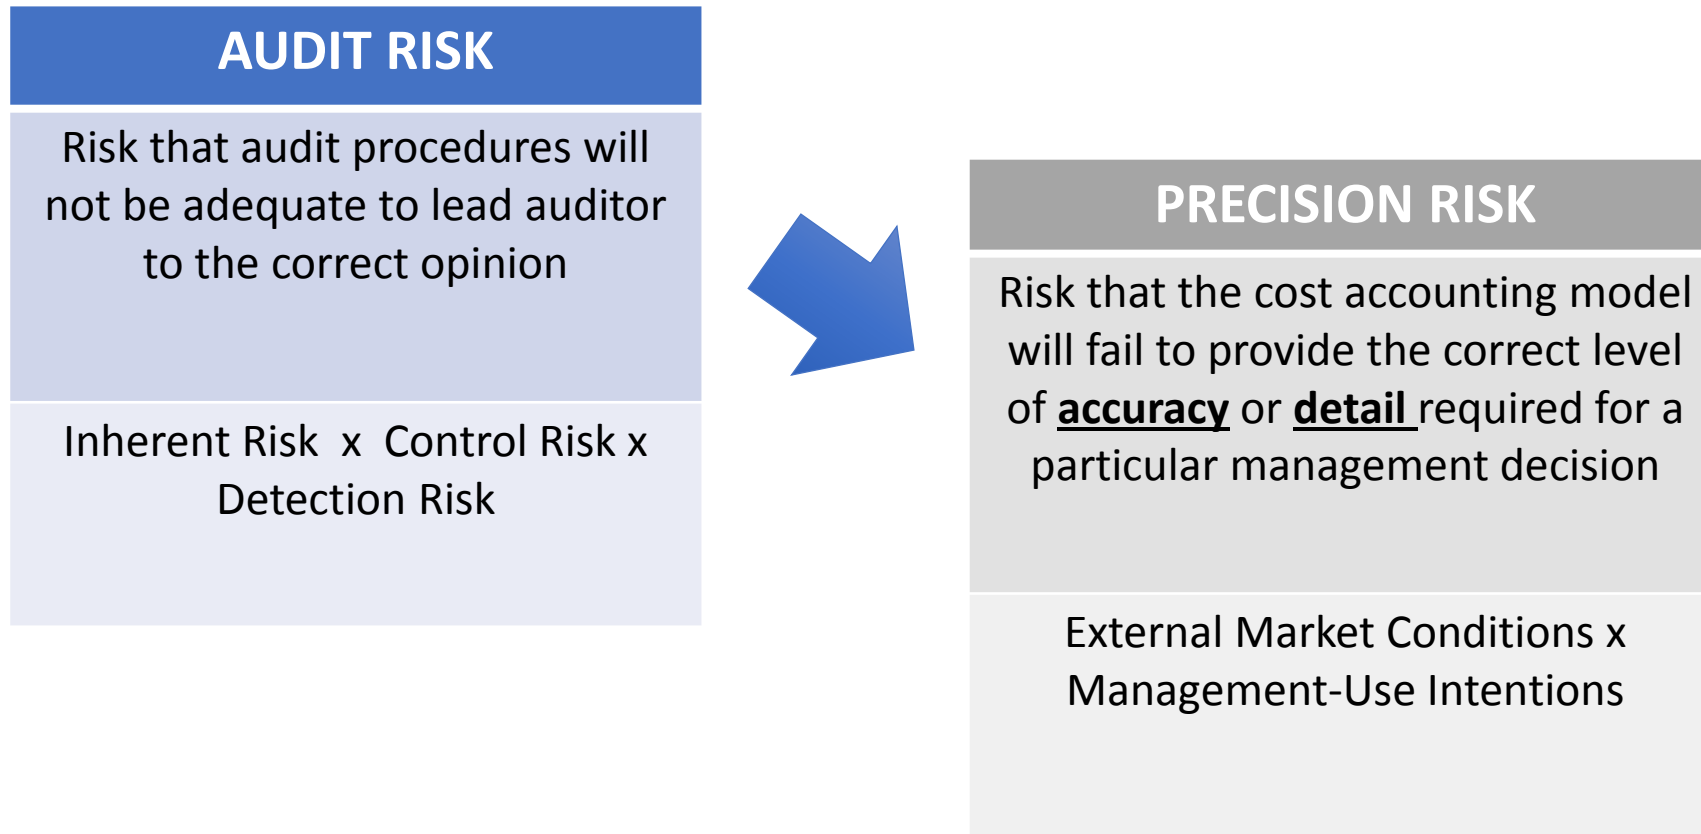 AUDIT RISK
Risk that audit procedures will
not be adequate to lead auditor
to the correct opinion
Inherent Risk x Control Risk x
Detection Risk
PRECISION RISK
Risk that the cost accounting model
will fail to provide the correct level
of accuracy or detail required for a
particular management decision
External Market Conditions x
Management-Use Intentions